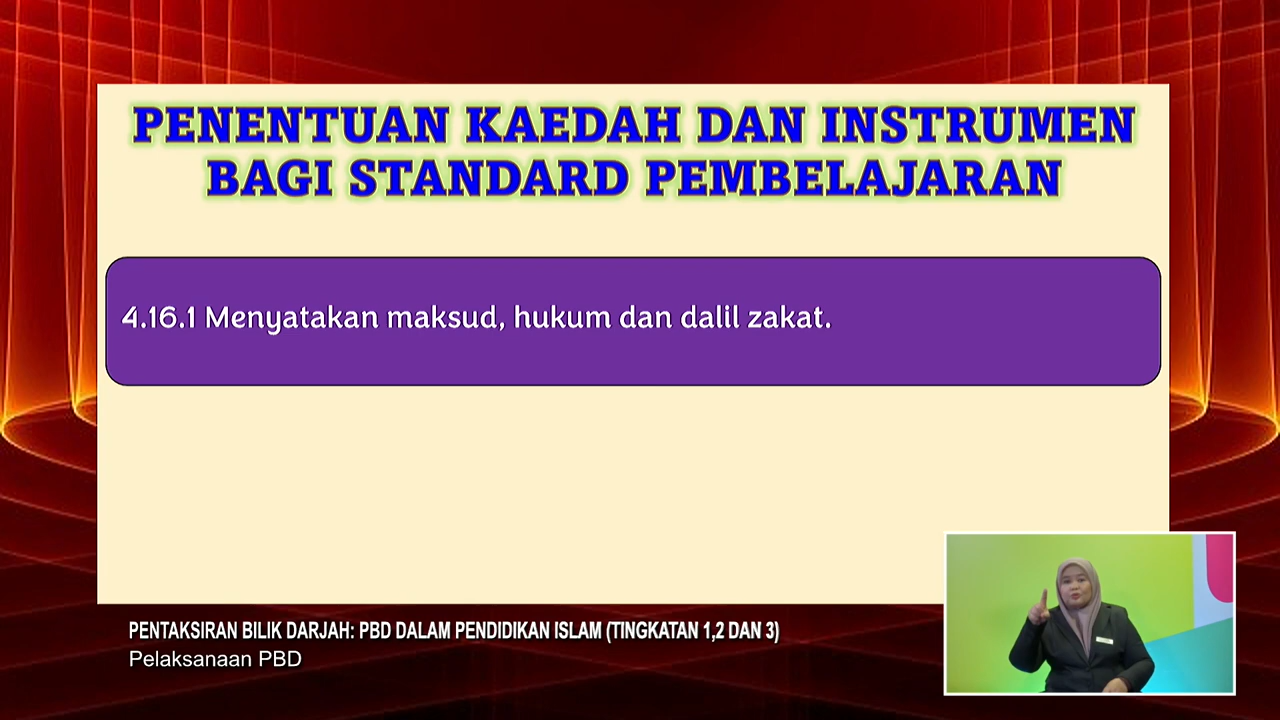 PENENTUAN KAEDAH DAN INSTRUMEN
BAGI STANDARD PEMBELAJARAN
4.16.1 Menyatakan maksud, hukum dan dalil zakat.
PENTAKSIRAN BILIK DARJAH: PBD DALAM PENDIDIKAN ISLAM (TINGKATAN 1,2 DAN 3)
Pelaksanaan PBD